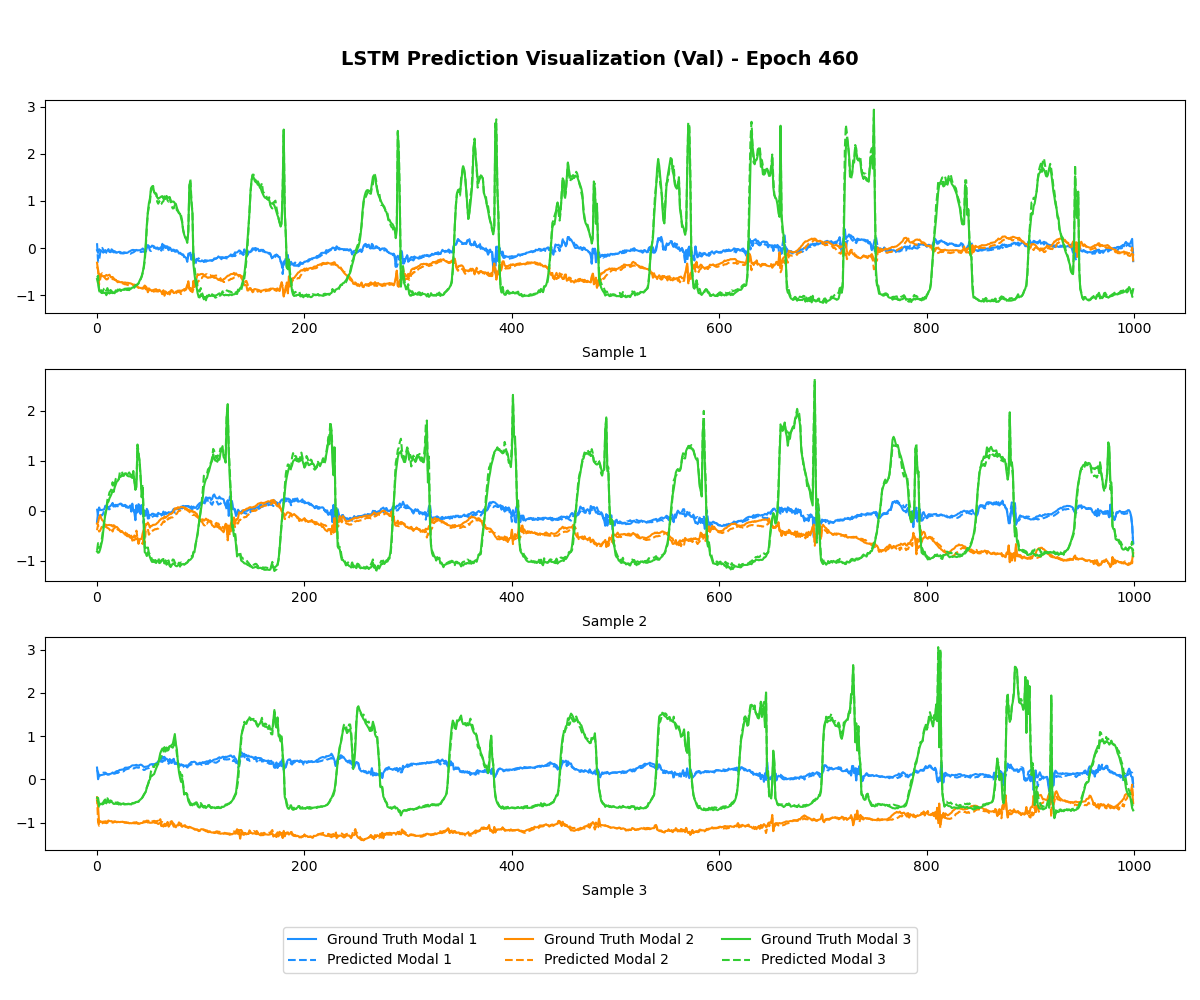 LSTM Prediction Visualization (Val) - Epoch 460
3
2
1
0
−1
0 200 400 600 800 1000
Sample 1
2
1
0
−1
0 200 400 600 800 1000
Sample 2
3
2
1
0
−1
0 200 400 600 800 1000
Sample 3
Ground Truth Modal 1 Ground Truth Modal 2 Ground Truth Modal 3
Predicted Modal 1 Predicted Modal 2 Predicted Modal 3